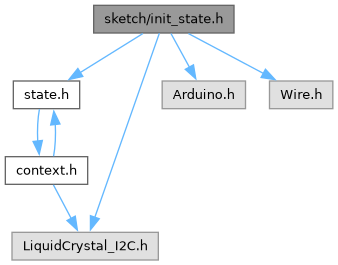 sketch/init_state.h
state.h
Arduino.h
Wire.h
context.h
LiquidCrystal_I2C.h